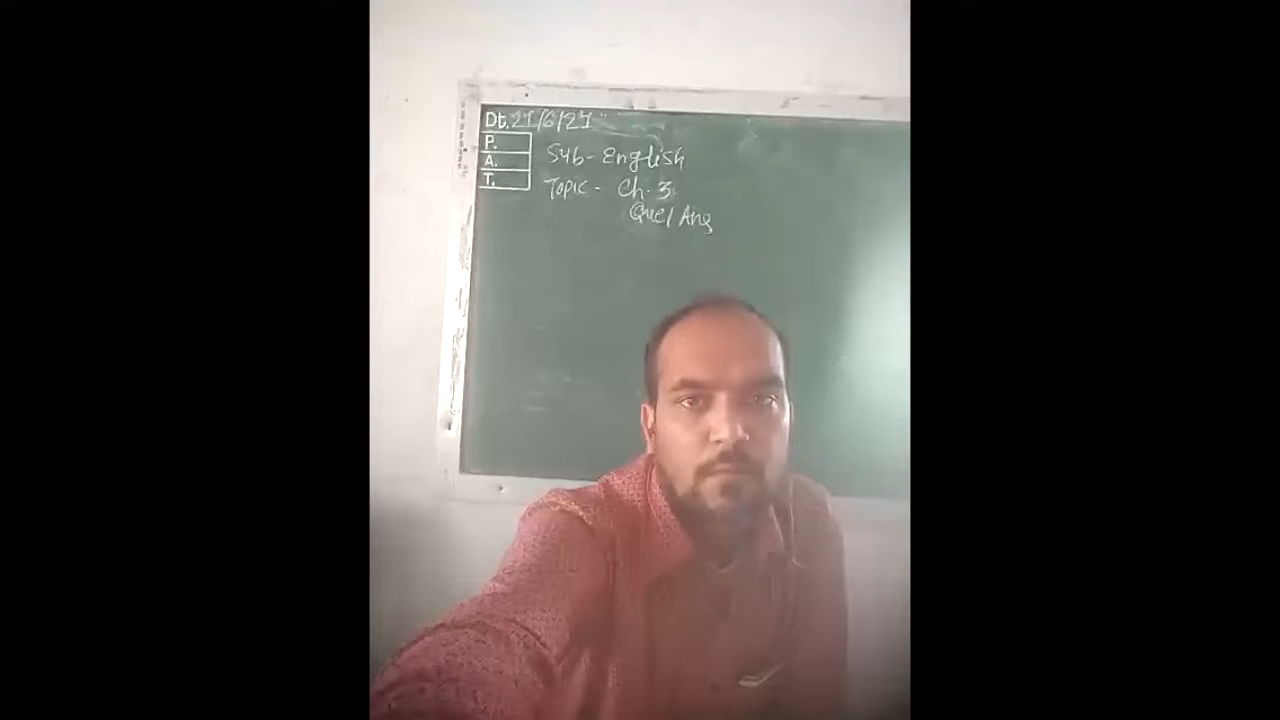 Dt. 21/6/21
P.
A.
T.
Sub- English
Topic - Ch. 3
Que/Ans